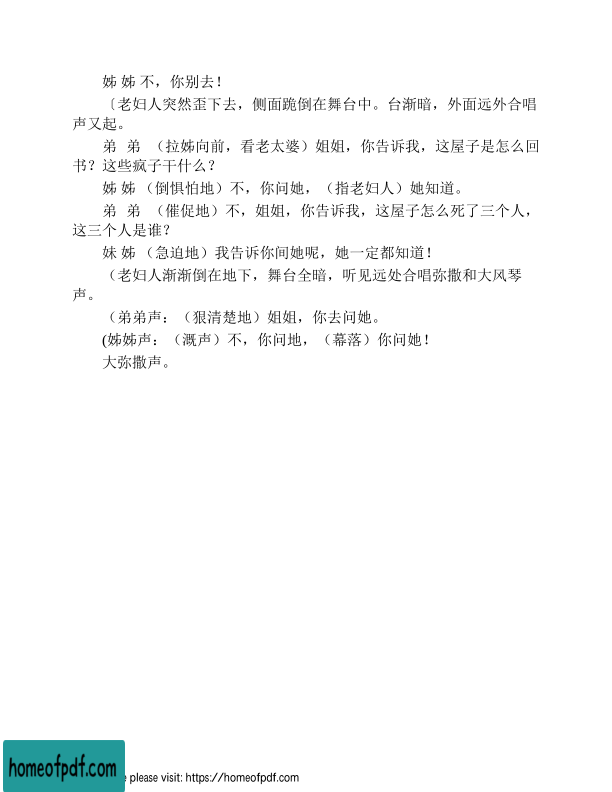 姊 姊 不，你别去！
〔老妇人突然歪下去，侧面跪倒在舞台中。台渐暗，外面远外合唱
声又起。
弟 弟 （拉姊向前，看老太婆）姐姐，你告诉我，这屋子是怎么回
书？这些疯子干什么？
姊 姊 （倒惧怕地）不，你问她，（指老妇人）她知道。
弟 弟 （催促地）不，姐姐，你告诉我，这屋子怎么死了三个人，
这三个人是谁？
妹 姊 （急迫地）我告诉你间她呢，她一定都知道！
（老妇人渐渐倒在地下，舞台全暗，听见远处合唱弥撒和大风琴
声。
（弟弟声：（狠清楚地）姐姐，你去问她。
(姊姊声：（溉声）不，你问地，（幕落）你问她！
大弥撒声。
homeofpdf.com
e please visit: https://homeofpdf.com